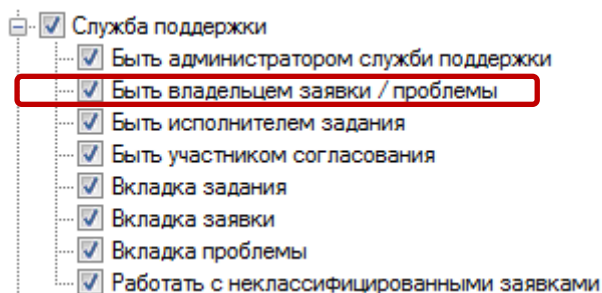 Служба поддержки
Быть администратором служби поддержки
Быть владельцем заявки / проблемы
Быть исполнителем задания
Быть участником согласования
Вкладка задания
Вкладка заявки
Вкладка проблемы
Работать с неклассифицированными заявками